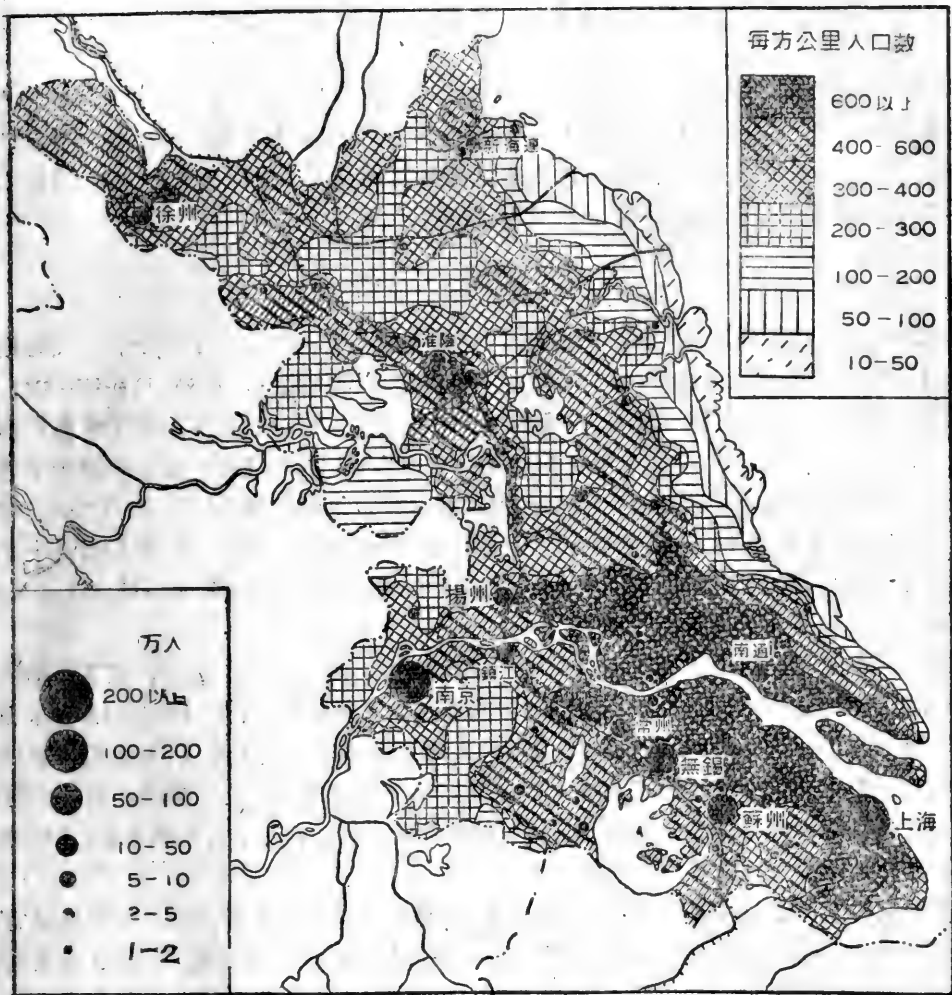 每方公里人口数
600以上
400-600
300-400
200-300
100-200
50-100
10-50
新海連
徐州
淮陰
揚州
鎮江
南京
南通
常州
無錫
蘇州
上海
万人
200以上
100-200
50-100
10-50
5-10
2-5
1-2